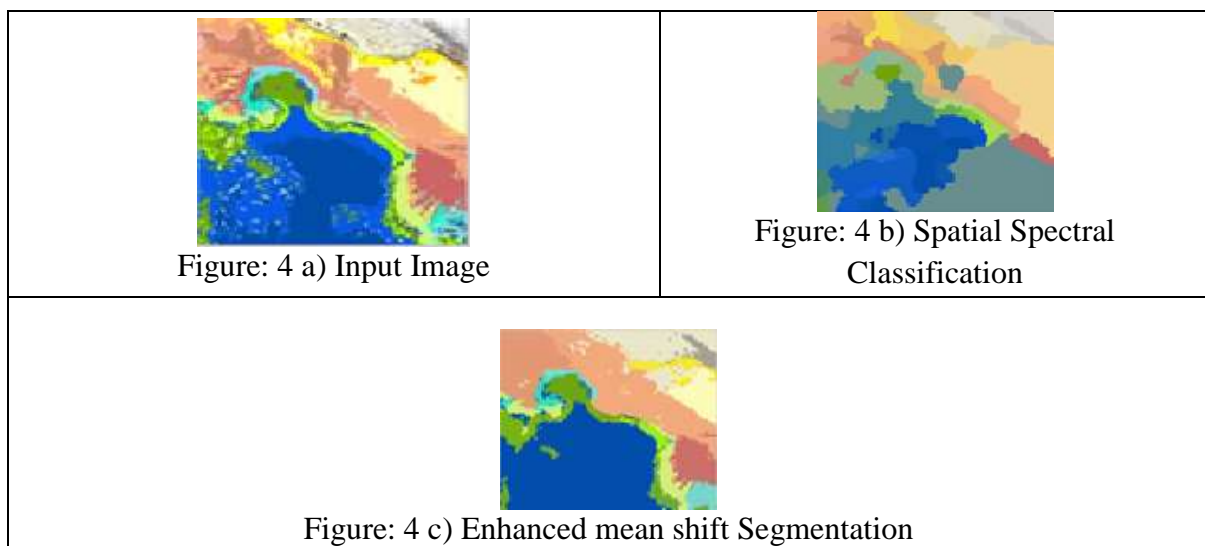 Figure: 4 a) Input Image
Figure: 4 b) Spatial Spectral
Classification
Figure: 4 c) Enhanced mean shift Segmentation